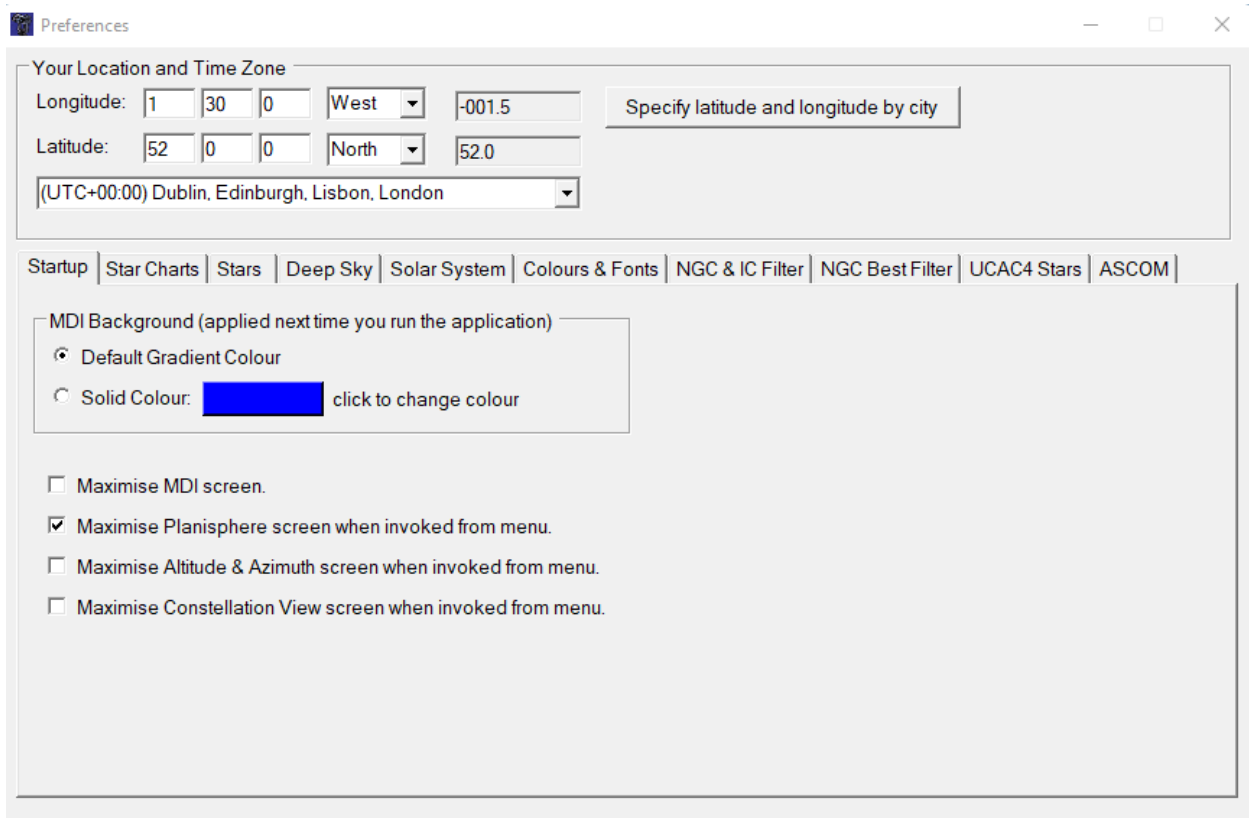 Preferences
Your Location and Time Zone
Longitude: 1 30 0 West -001.5 Specify latitude and longitude by city
Latitude: 52 0 0 North 52.0
(UTC+00:00) Dublin, Edinburgh, Lisbon, London
Startup Star Charts Stars Deep Sky Solar System Colours & Fonts NGC & IC Filter NGC Best Filter UCAC4 Stars ASCOM
MDI Background (applied next time you run the application)
Default Gradient Colour
Solid Colour: click to change colour
Maximise MDI screen.
Maximise Planisphere screen when invoked from menu.
Maximise Altitude & Azimuth screen when invoked from menu.
Maximise Constellation View screen when invoked from menu.